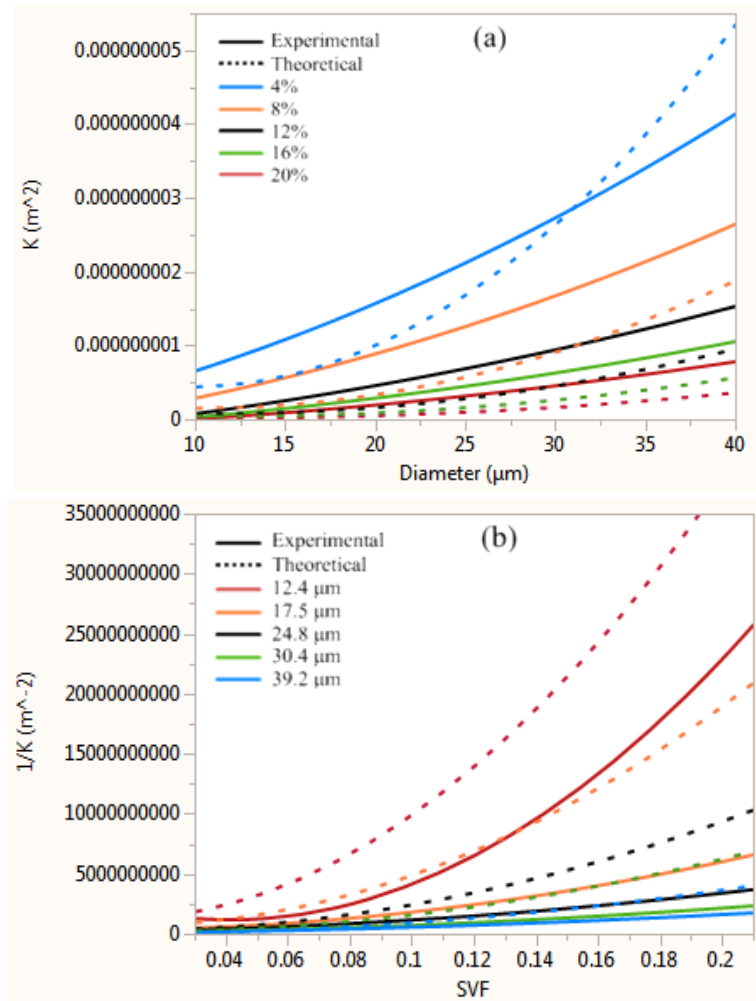 (a)
Experimental
Theoretical
4%
8%
12%
16%
20%
0.000000005
0.000000004
0.000000003
0.000000002
0.000000001
0
K (m^2)
10 15 20 25 30 35 40
Diameter (µm)
(b)
Experimental
Theoretical
12.4 µm
17.5 µm
24.8 µm
30.4 µm
39.2 µm
35000000000
30000000000
25000000000
20000000000
15000000000
10000000000
5000000000
0
1/K (m^-2)
0.04 0.06 0.08 0.1 0.12 0.14 0.16 0.18 0.2
SVF